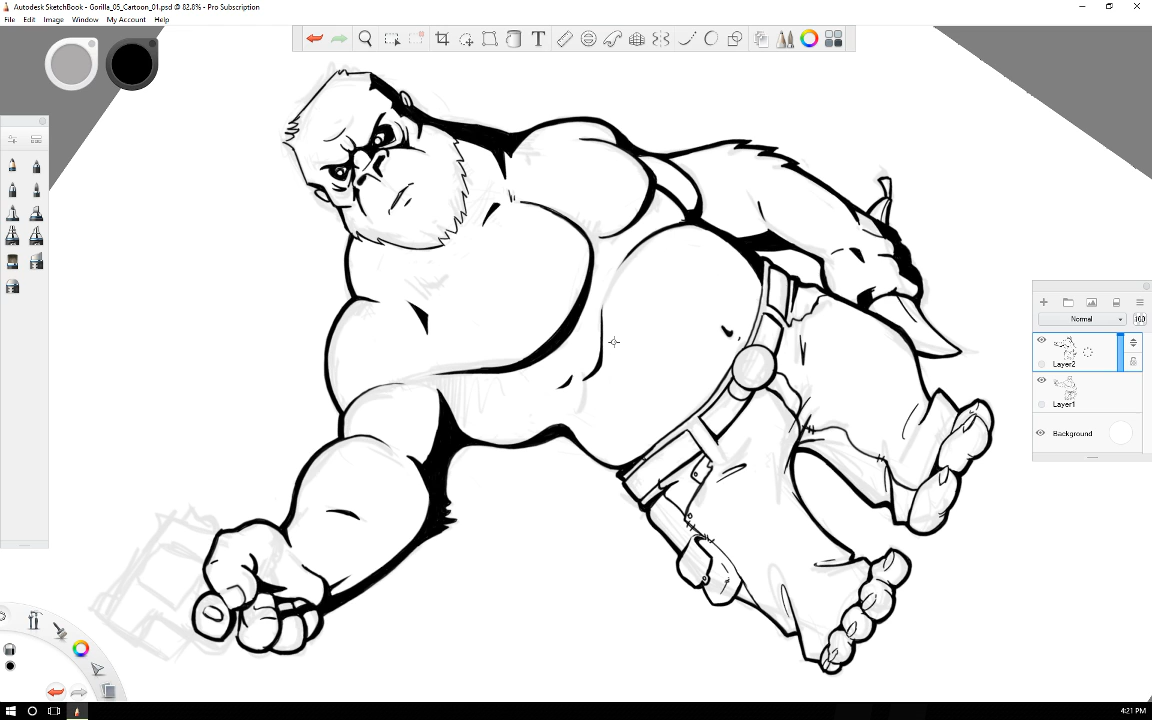 Autodesk SketchBook - Gorilla_05_Cartoon_01.psd @ 82.8% - Pro Subscription
File Edit Image Window My Account Help
T
Normal 100
Layer2
Layer1
Background
4:21 PM